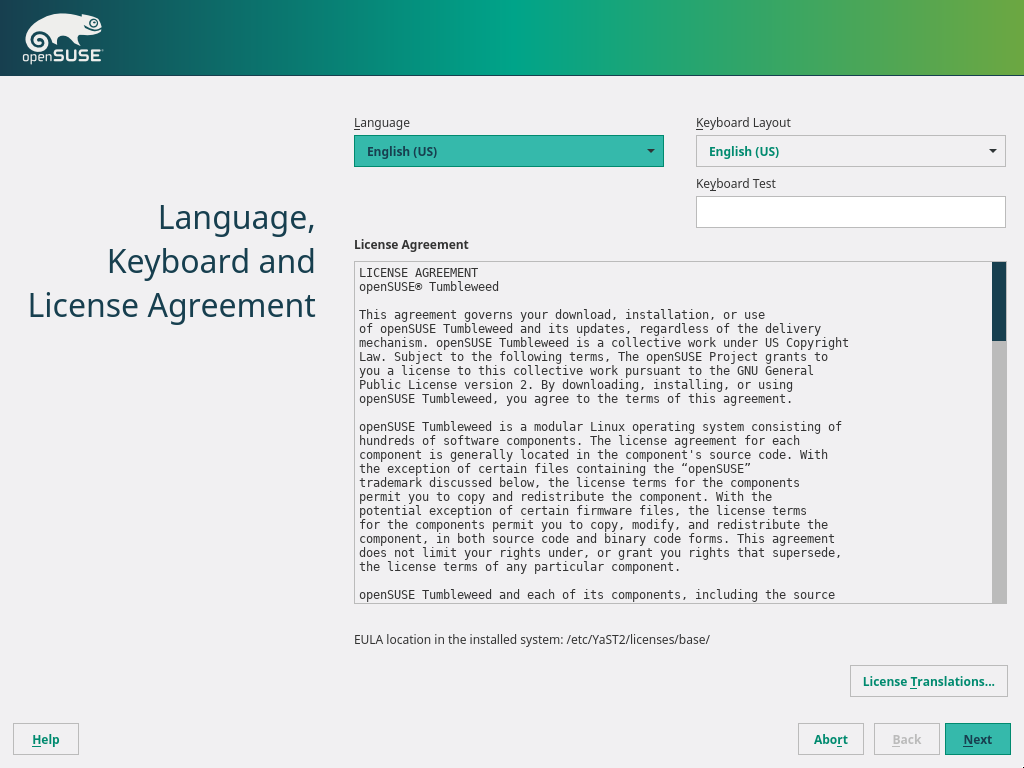 openSUSE
Language,
Keyboard and
License Agreement
Language
Keyboard Layout
English (US)
English (US)
Keyboard Test
License Agreement
LICENSE AGREEMENT
openSUSE® Tumbleweed
This agreement governs your download, installation, or use
of openSUSE Tumbleweed and its updates, regardless of the delivery
mechanism. openSUSE Tumbleweed is a collective work under US Copyright
Law. Subject to the following terms, The openSUSE Project grants to
you a license to this collective work pursuant to the GNU General
Public License version 2. By downloading, installing, or using
openSUSE Tumbleweed, you agree to the terms of this agreement.
openSUSE Tumbleweed is a modular Linux operating system consisting of
hundreds of software components. The license agreement for each
component is generally located in the component's source code. With
the exception of certain files containing the “openSUSE”
trademark discussed below, the license terms for the components
permit you to copy and redistribute the component. With the
potential exception of certain firmware files, the license terms
for the components permit you to copy, modify, and redistribute the
component, in both source code and binary code forms. This agreement
does not limit your rights under, or grant you rights that supersede,
the license terms of any particular component.
openSUSE Tumbleweed and each of its components, including the source
EULA location in the installed system: /etc/YaST2/licenses/base/
License Translations...
Help
Abort
Back
Next